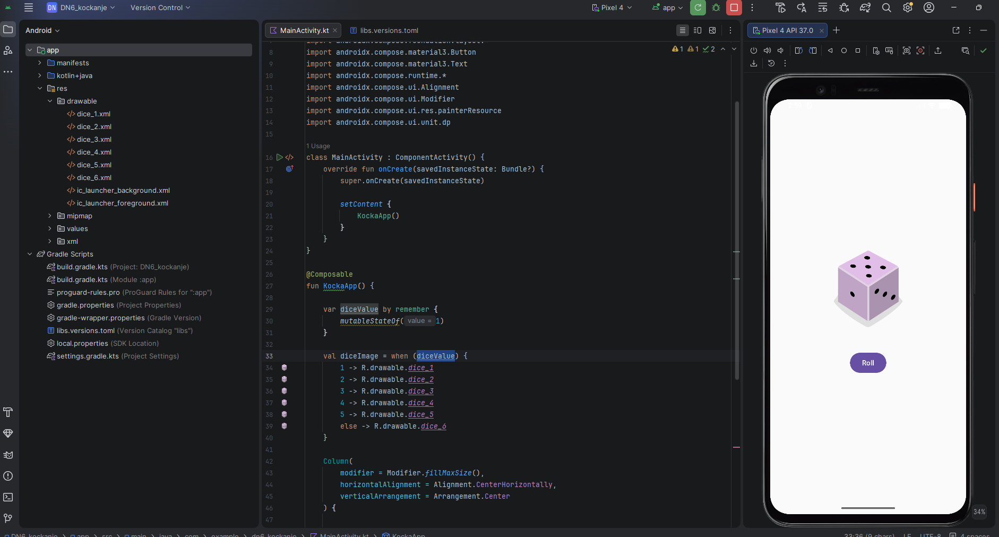 DN DN6_kockanje Version Control Pixel 4 app
Android
app
manifests
kotlin+java
res
drawable
dice_1.xml
dice_2.xml
dice_3.xml
dice_4.xml
dice_5.xml
dice_6.xml
ic_launcher_background.xml
ic_launcher_foreground.xml
mipmap
values
xml
Gradle Scripts
build.gradle.kts (Project: DN6_kockanje)
build.gradle.kts (Module :app)
proguard-rules.pro (ProGuard Rules for ":app")
gradle.properties (Project Properties)
gradle-wrapper.properties (Gradle Version)
libs.versions.toml (Version Catalog "libs")
local.properties (SDK Location)
settings.gradle.kts (Project Settings)
MainActivity.kt libs.versions.toml
1 1 2
8 import androidx.compose.material3.Button
9 import androidx.compose.material3.Text
10 import androidx.compose.runtime.*
11 import androidx.compose.ui.Alignment
12 import androidx.compose.ui.Modifier
13 import androidx.compose.ui.res.painterResource
14 import androidx.compose.ui.unit.dp
15
1 Usage
16 class MainActivity : ComponentActivity() {
17 override fun onCreate(savedInstanceState: Bundle?) {
18 super.onCreate(savedInstanceState)
19
20 setContent {
21 KockaApp()
22 }
23 }
24 }
25
26 @Composable
27 fun KockaApp() {
28
29 var diceValue by remember {
30 mutableStateOf( value = 1)
31 }
32
33 val diceImage = when (diceValue) {
34 1 -> R.drawable.dice_1
35 2 -> R.drawable.dice_2
36 3 -> R.drawable.dice_3
37 4 -> R.drawable.dice_4
38 5 -> R.drawable.dice_5
39 else -> R.drawable.dice_6
40 }
41
42 Column(
43 modifier = Modifier.fillMaxSize(),
44 horizontalAlignment = Alignment.CenterHorizontally,
45 verticalArrangement = Arrangement.Center
46 ) {
47
Pixel 4 API 37.0
Roll
34%
DN6_kockanje > app > src > main > java > com > example > dn6_kockanje > MainActivity.kt > KockaApp
33:36 (9 chars) LF UTF-8 4 spaces